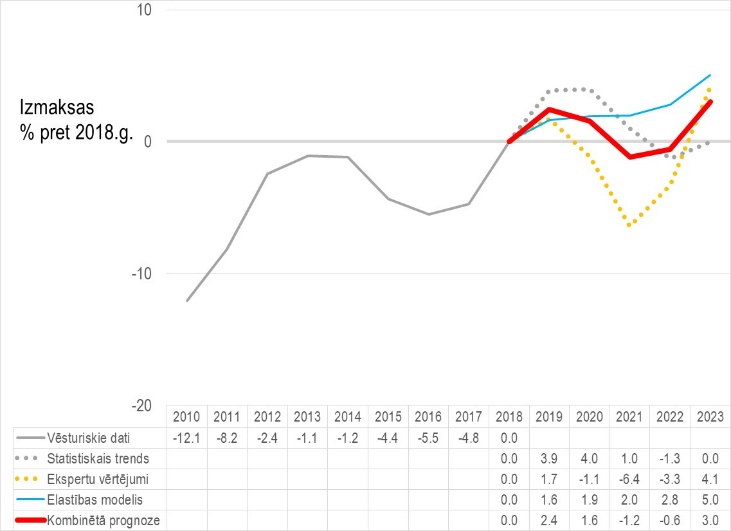 10
Izmaksas
% pret 2018.g.
0
-10
-20
2010 2011 2012 2013 2014 2015 2016 2017 2018 2019 2020 2021 2022 2023
Vēsturiskie dati -12.1 -8.2 -2.4 -1.1 -1.2 -4.4 -5.5 -4.8 0.0
Statistiskais trends 0.0 3.9 4.0 1.0 -1.3 0.0
Ekspertu vērtējumi 0.0 1.7 -1.1 -6.4 -3.3 4.1
Elastības modelis 0.0 1.6 1.9 2.0 2.8 5.0
Kombinētā prognoze 0.0 2.4 1.6 -1.2 -0.6 3.0